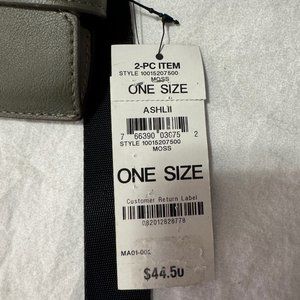 2-PC ITEM
STYLE 10015207500
MOSS
ONE SIZE
ASHLII
7 66390 03675 2
STYLE 10015207500
MOSS
ONE SIZE
Customer Return Label
082012828778
$44.50